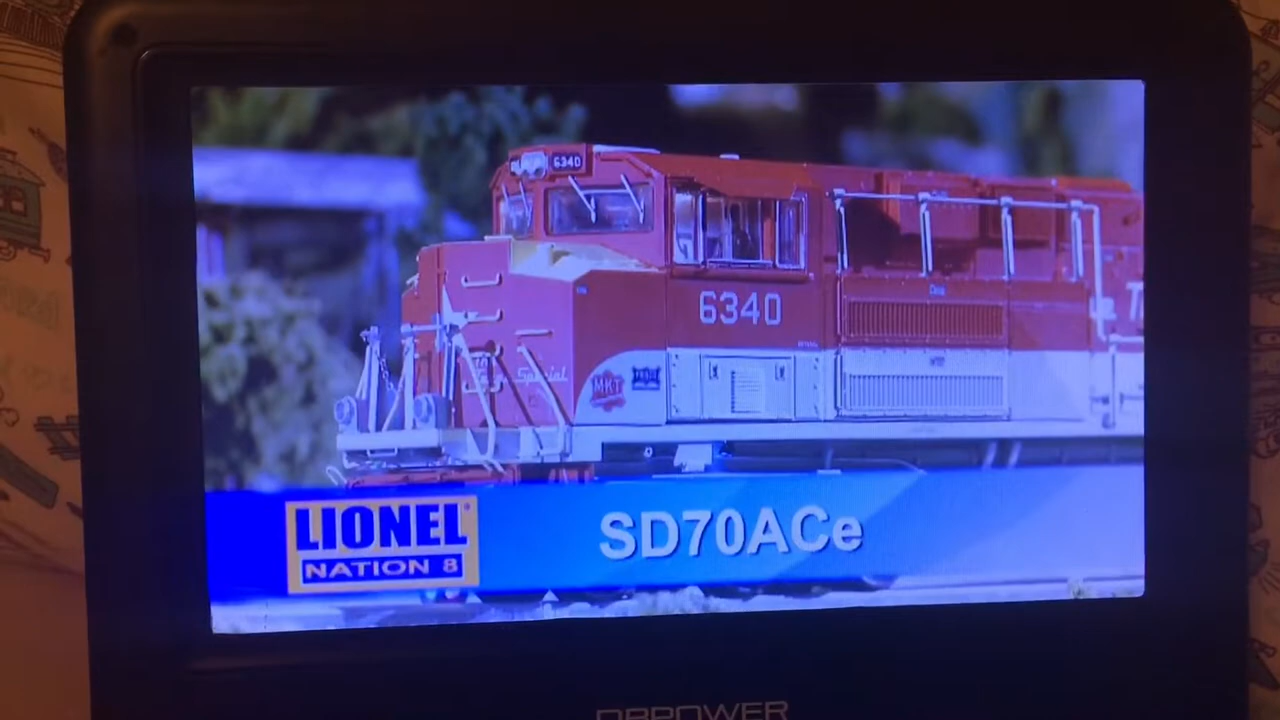 6340
6340
MKT
Special
LIONEL
NATION 8
SD70ACe
DBPOWER